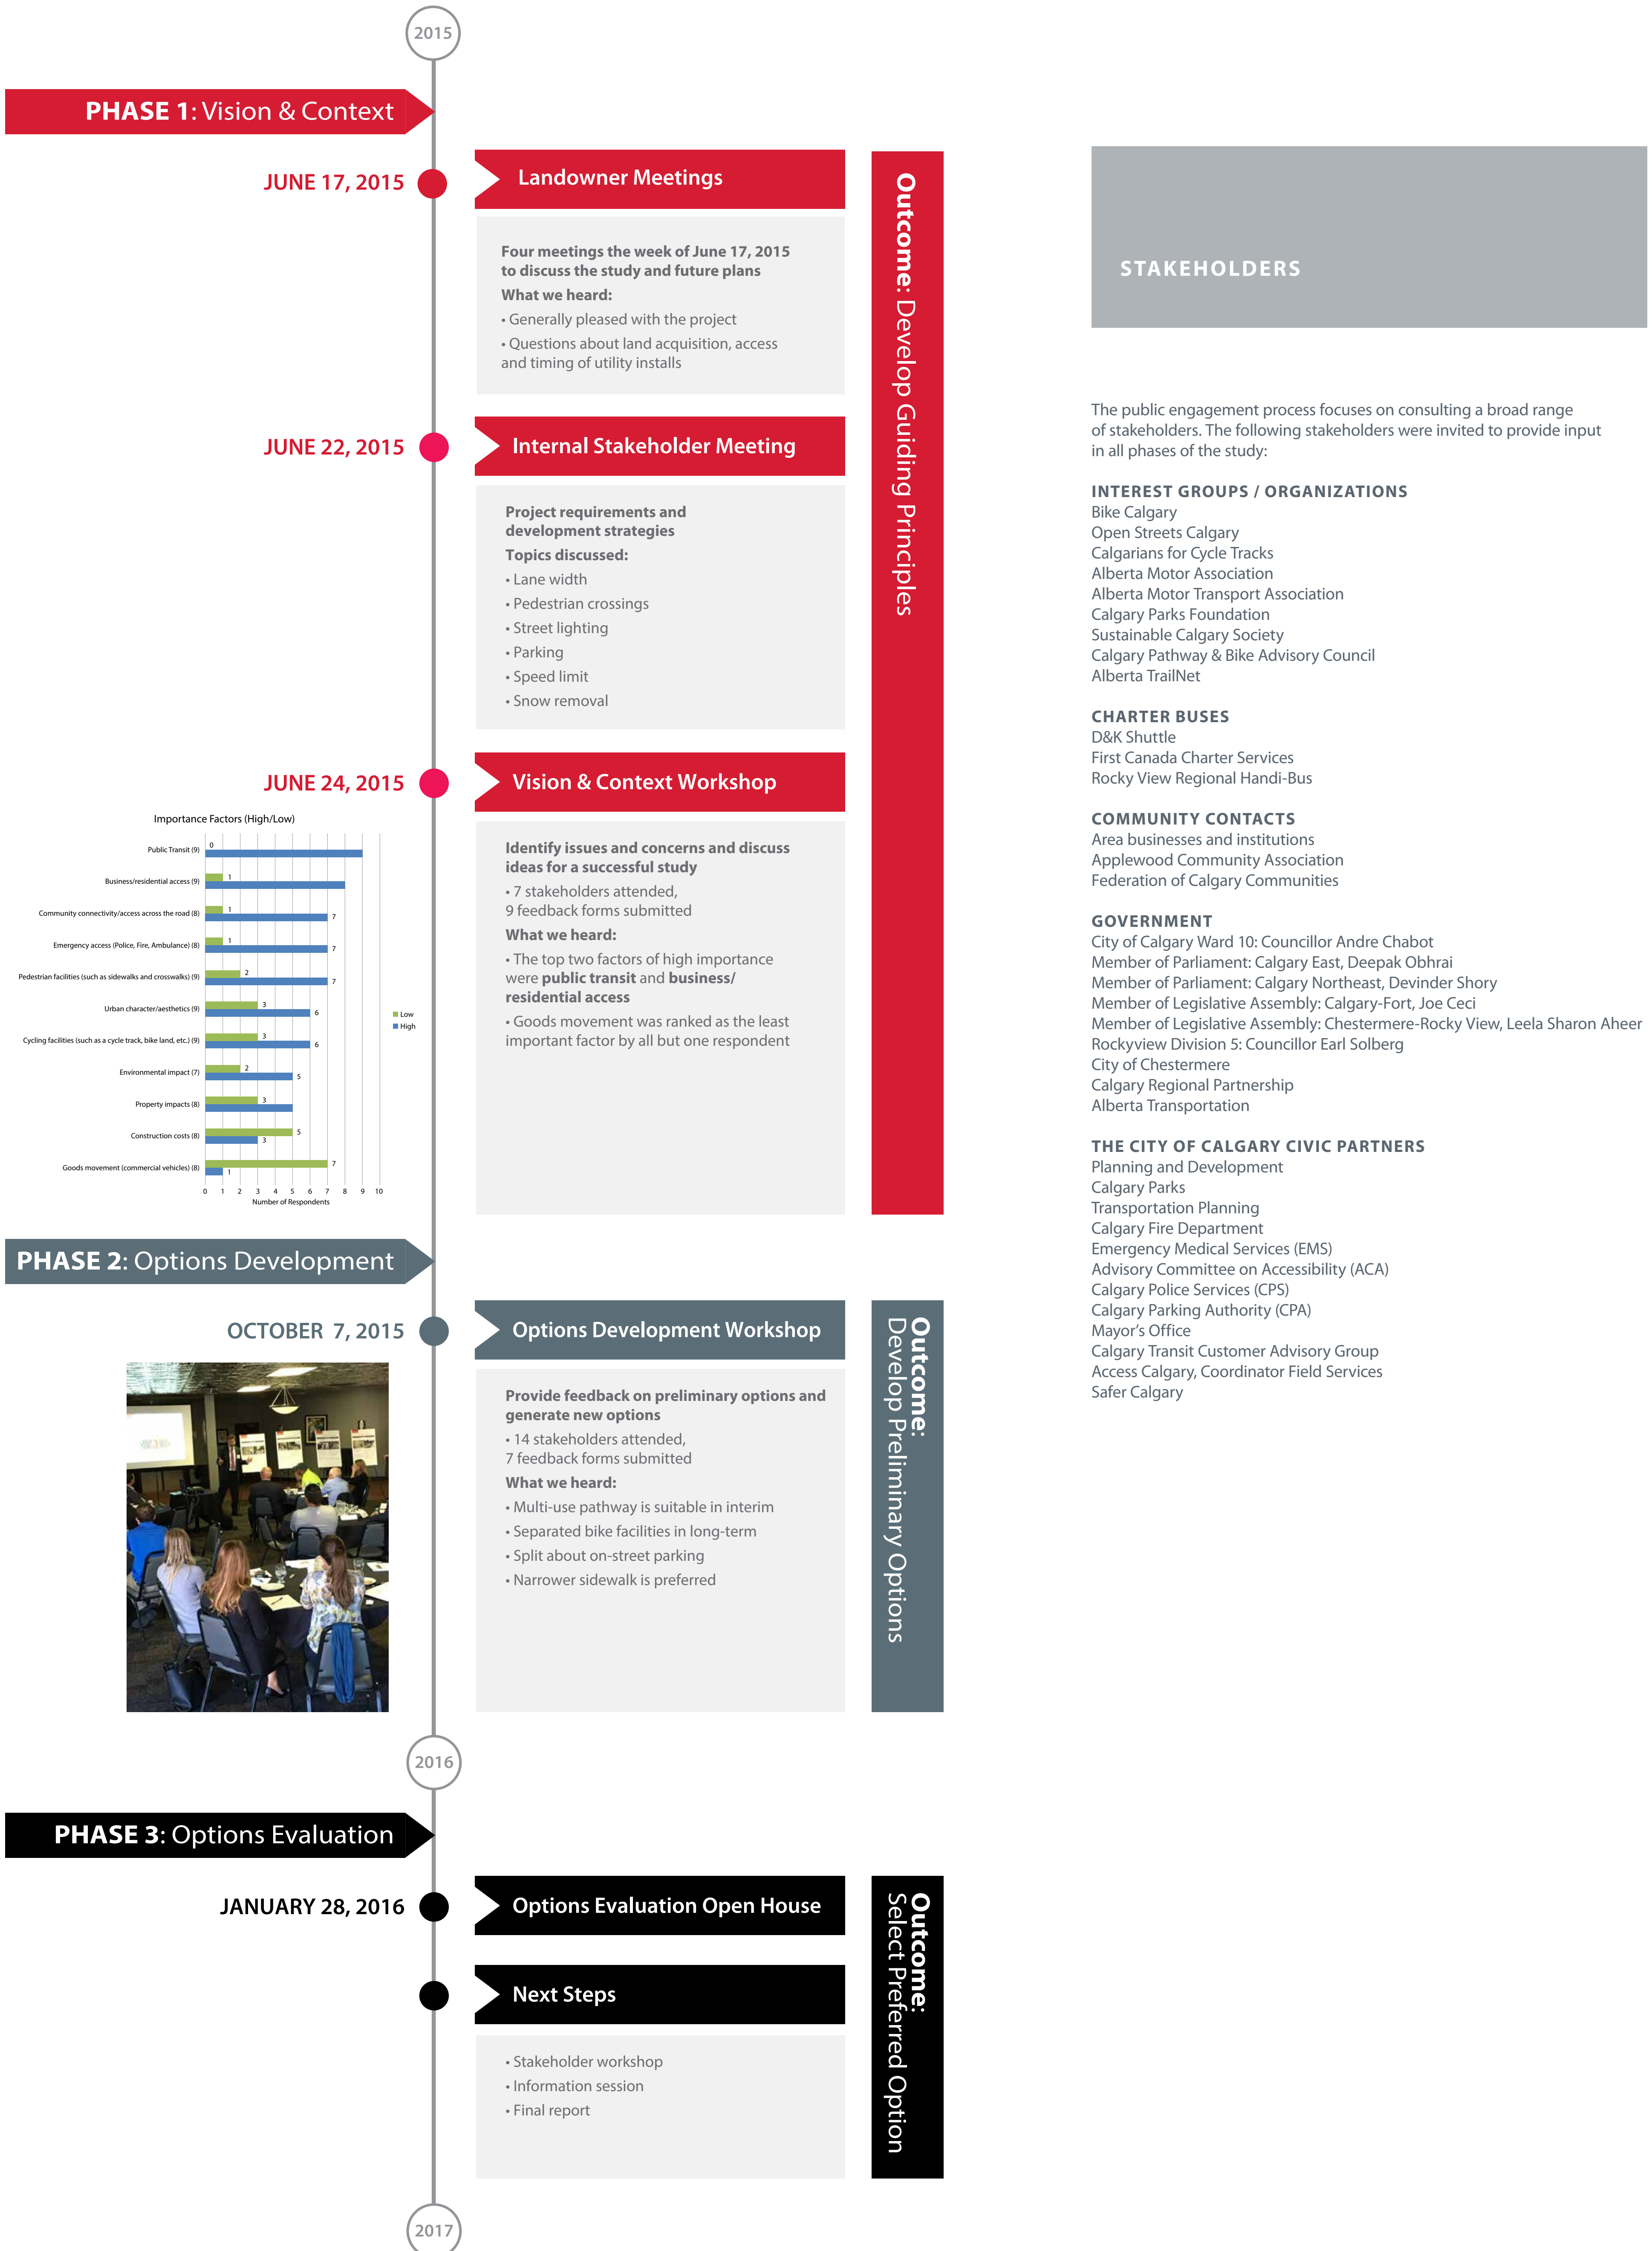 2015
PHASE 1: Vision & Context
JUNE 17, 2015
Landowner Meetings
Four meetings the week of June 17, 2015
to discuss the study and future plans
What we heard:
• Generally pleased with the project
• Questions about land acquisition, access
and timing of utility installs
JUNE 22, 2015
Internal Stakeholder Meeting
Project requirements and
development strategies
Topics discussed:
• Lane width
• Pedestrian crossings
• Street lighting
• Parking
• Speed limit
• Snow removal
JUNE 24, 2015
Vision & Context Workshop
Identify issues and concerns and discuss
ideas for a successful study
• 7 stakeholders attended,
9 feedback forms submitted
What we heard:
• The top two factors of high importance
were public transit and business/
residential access
• Goods movement was ranked as the least
important factor by all but one respondent
Importance Factors (High/Low)
Public Transit (9)
0
Business/residential access (9)
1
Community connectivity/access across the road (8)
1
7
Emergency access (Police, Fire, Ambulance) (8)
1
7
Pedestrian facilities (such as sidewalks and crosswalks) (9)
2
7
Urban character/aesthetics (9)
3
6
Cycling facilities (such as a cycle track, bike land, etc.) (9)
3
6
Environmental impact (7)
2
5
Property impacts (8)
3
Construction costs (8)
5
3
Goods movement (commercial vehicles) (8)
7
1
Low
High
0 1 2 3 4 5 6 7 8 9 10
Number of Respondents
Outcome: Develop Guiding Principles
PHASE 2: Options Development
OCTOBER 7, 2015
Options Development Workshop
Provide feedback on preliminary options and
generate new options
• 14 stakeholders attended,
7 feedback forms submitted
What we heard:
• Multi-use pathway is suitable in interim
• Separated bike facilities in long-term
• Split about on-street parking
• Narrower sidewalk is preferred
Outcome:
Develop Preliminary Options
2016
PHASE 3: Options Evaluation
JANUARY 28, 2016
Options Evaluation Open House
Next Steps
• Stakeholder workshop
• Information session
• Final report
Outcome:
Select Preferred Option
2017
STAKEHOLDERS
The public engagement process focuses on consulting a broad range
of stakeholders. The following stakeholders were invited to provide input
in all phases of the study:
INTEREST GROUPS / ORGANIZATIONS
Bike Calgary
Open Streets Calgary
Calgarians for Cycle Tracks
Alberta Motor Association
Alberta Motor Transport Association
Calgary Parks Foundation
Sustainable Calgary Society
Calgary Pathway & Bike Advisory Council
Alberta TrailNet
CHARTER BUSES
D&K Shuttle
First Canada Charter Services
Rocky View Regional Handi-Bus
COMMUNITY CONTACTS
Area businesses and institutions
Applewood Community Association
Federation of Calgary Communities
GOVERNMENT
City of Calgary Ward 10: Councillor Andre Chabot
Member of Parliament: Calgary East, Deepak Obhrai
Member of Parliament: Calgary Northeast, Devinder Shory
Member of Legislative Assembly: Calgary-Fort, Joe Ceci
Member of Legislative Assembly: Chestermere-Rocky View, Leela Sharon Aheer
Rockyview Division 5: Councillor Earl Solberg
City of Chestermere
Calgary Regional Partnership
Alberta Transportation
THE CITY OF CALGARY CIVIC PARTNERS
Planning and Development
Calgary Parks
Transportation Planning
Calgary Fire Department
Emergency Medical Services (EMS)
Advisory Committee on Accessibility (ACA)
Calgary Police Services (CPS)
Calgary Parking Authority (CPA)
Mayor's Office
Calgary Transit Customer Advisory Group
Access Calgary, Coordinator Field Services
Safer Calgary